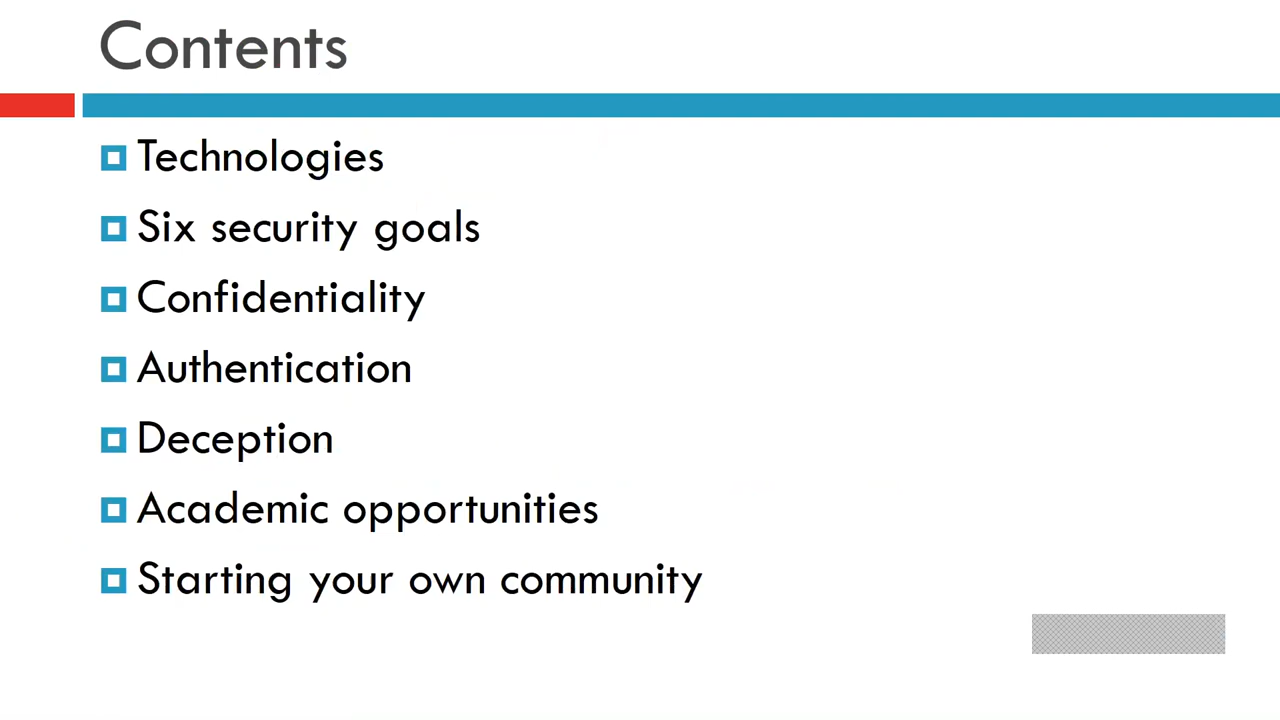 Contents
Technologies
Six security goals
Confidentiality
Authentication
Deception
Academic opportunities
Starting your own community